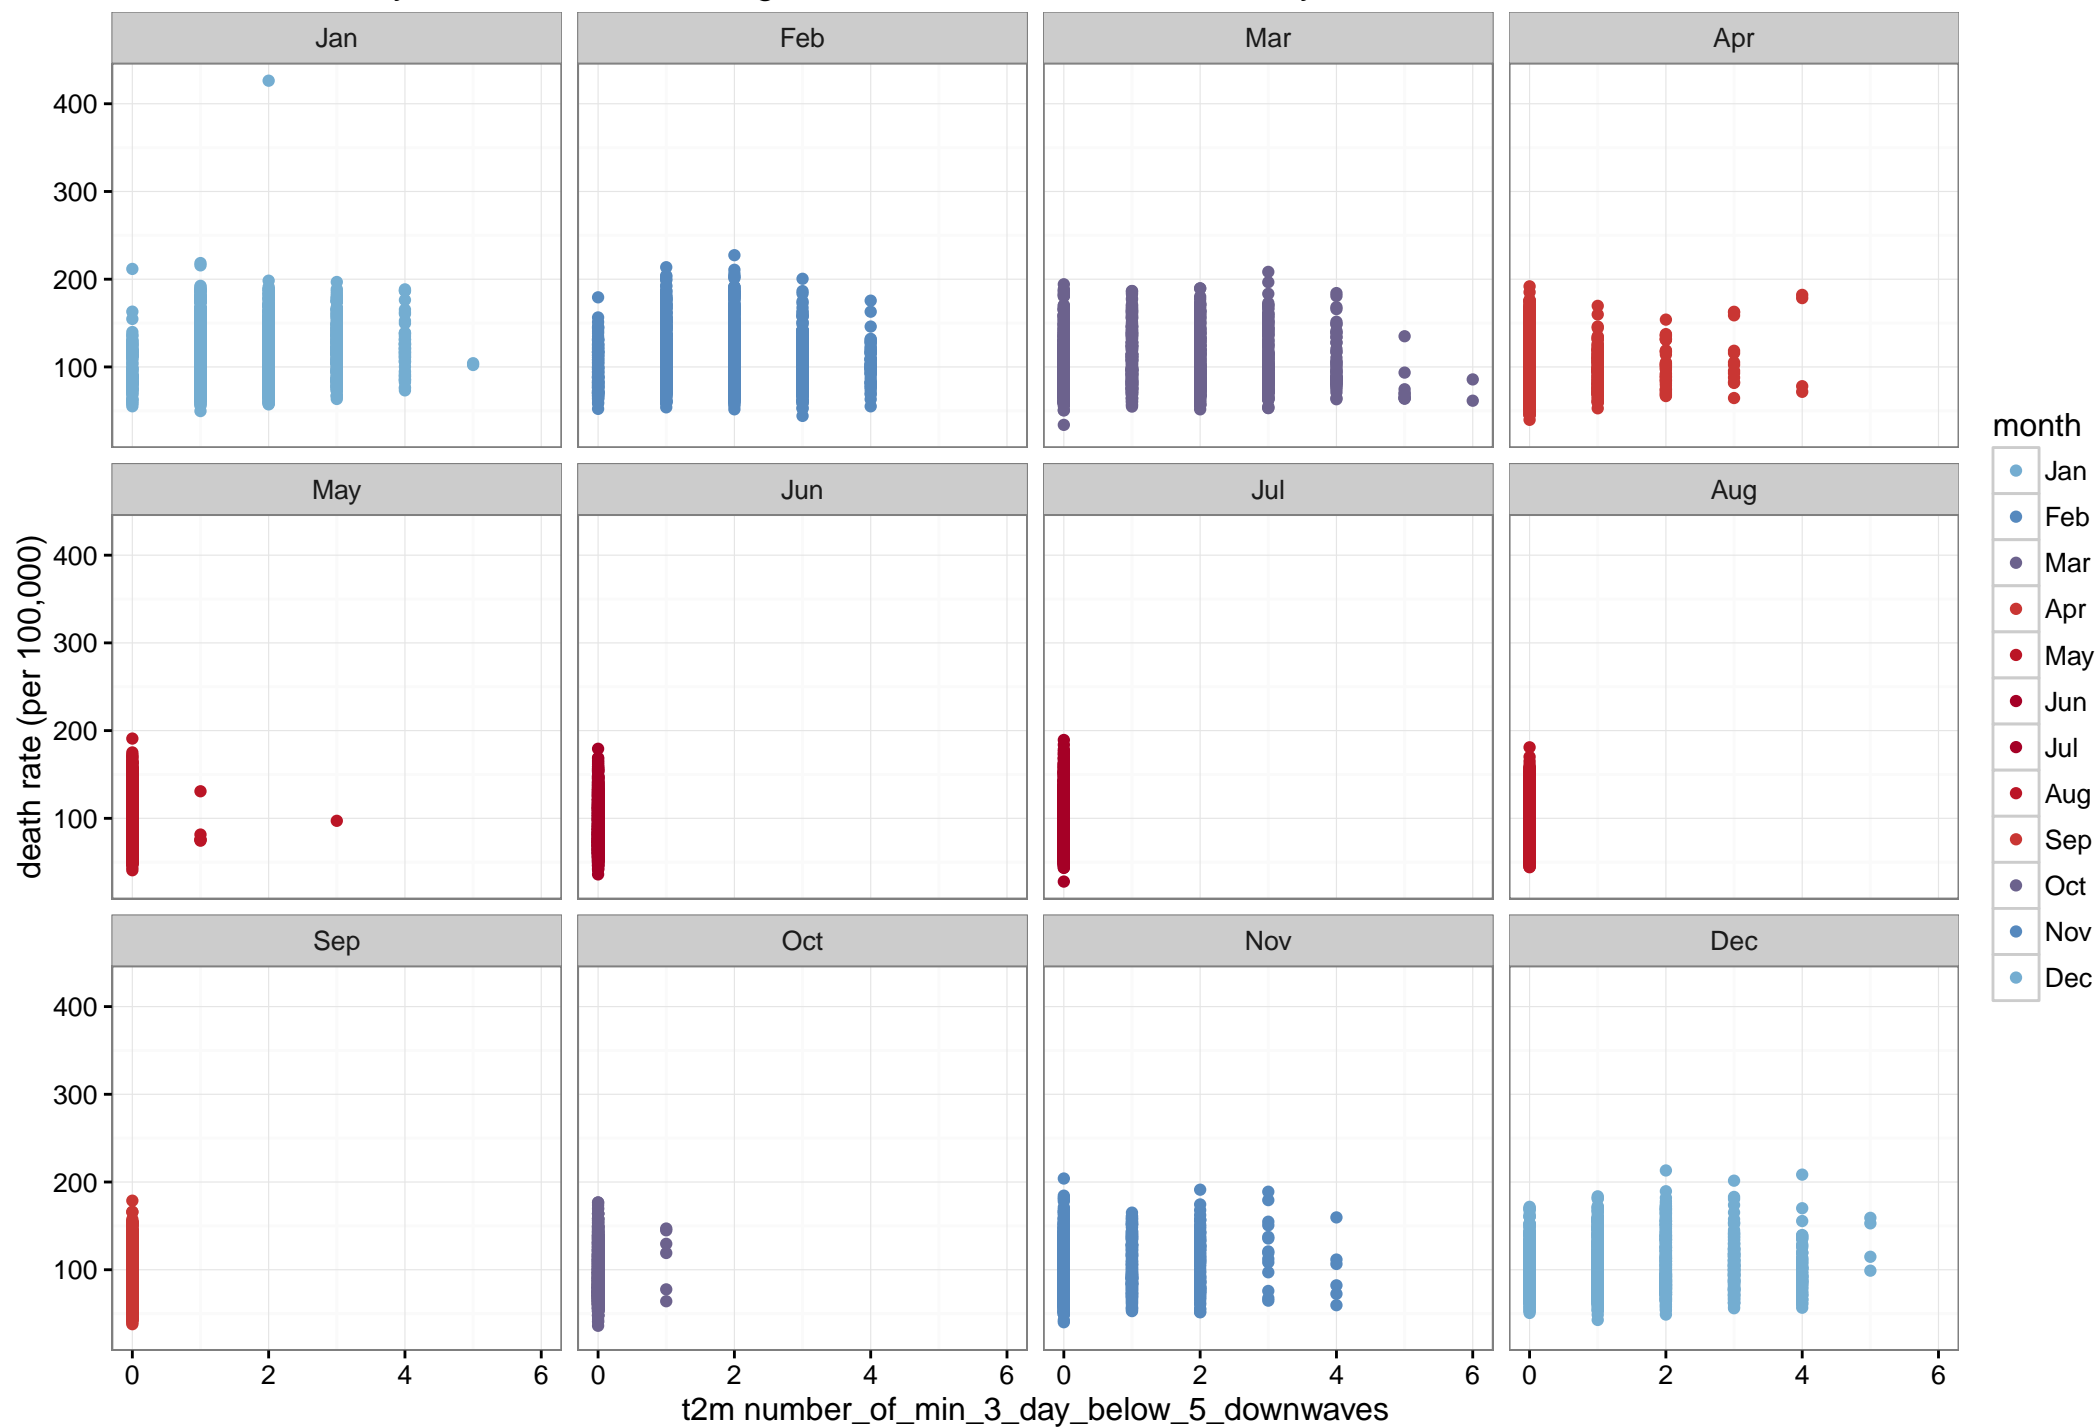 Jan Feb Mar Apr
400
300
200
100
May Jun Jul Aug
400
300
200
100
Sep Oct Nov Dec
400
300
200
100
0 2 4 6 0 2 4 6 0 2 4 6 0 2 4 6
t2m number_of_min_3_day_below_5_downwaves
death rate (per 100,000)
month
Jan
Feb
Mar
Apr
May
Jun
Jul
Aug
Sep
Oct
Nov
Dec